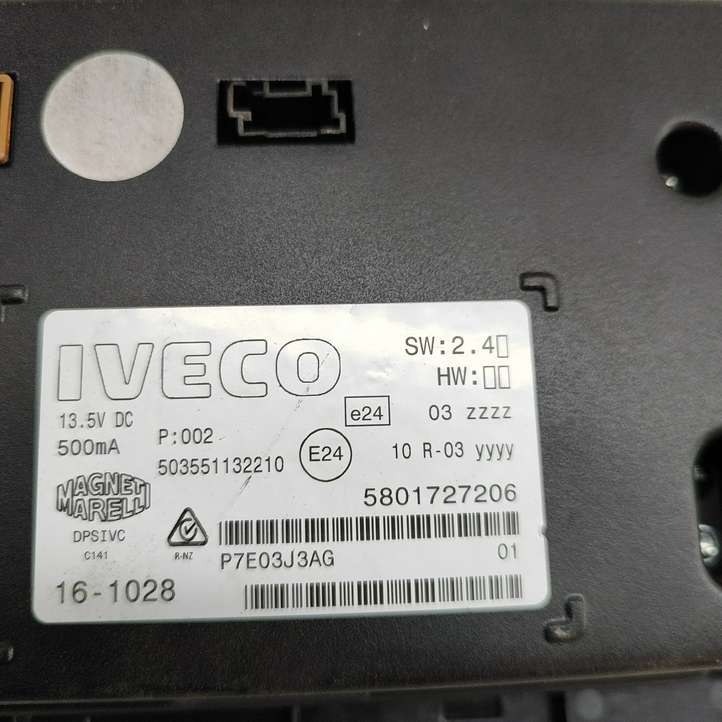 IVECO
SW:2.4▯
HW:▯▯
13.5V DC
500mA
P:002
503551132210
e24
03 zzzz
E24
10 R-03 yyyy
5801727206
MAGNETI
MARELLI
DPSIVC
C141
R-NZ
P7E03J3AG
01
16-1028